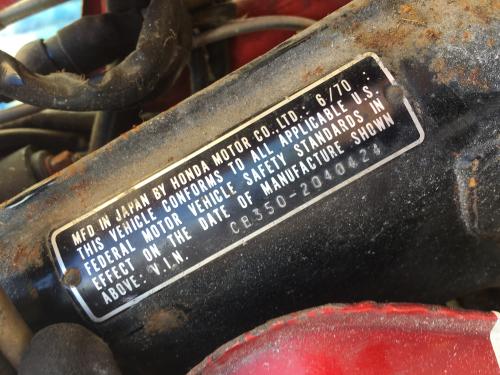 MFD IN JAPAN BY HONDA MOTOR CO., LTD.: 6/70 :
THIS VEHICLE CONFORMS TO ALL APPLICABLE U.S.
FEDERAL MOTOR VEHICLE SAFETY STANDARDS IN
EFFECT ON THE DATE OF MANUFACTURE SHOWN
ABOVE: V.I.N. CB350-2040424